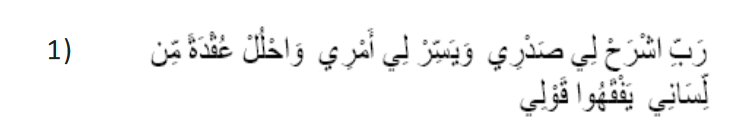 1) رَبِّ اشْرَحْ لِي صَدْرِي وَيَسِّرْ لِي أَمْرِي وَاحْلُلْ عُقْدَةً مِّن
لِّسَانِي يَفْقَهُوا قَوْلِي